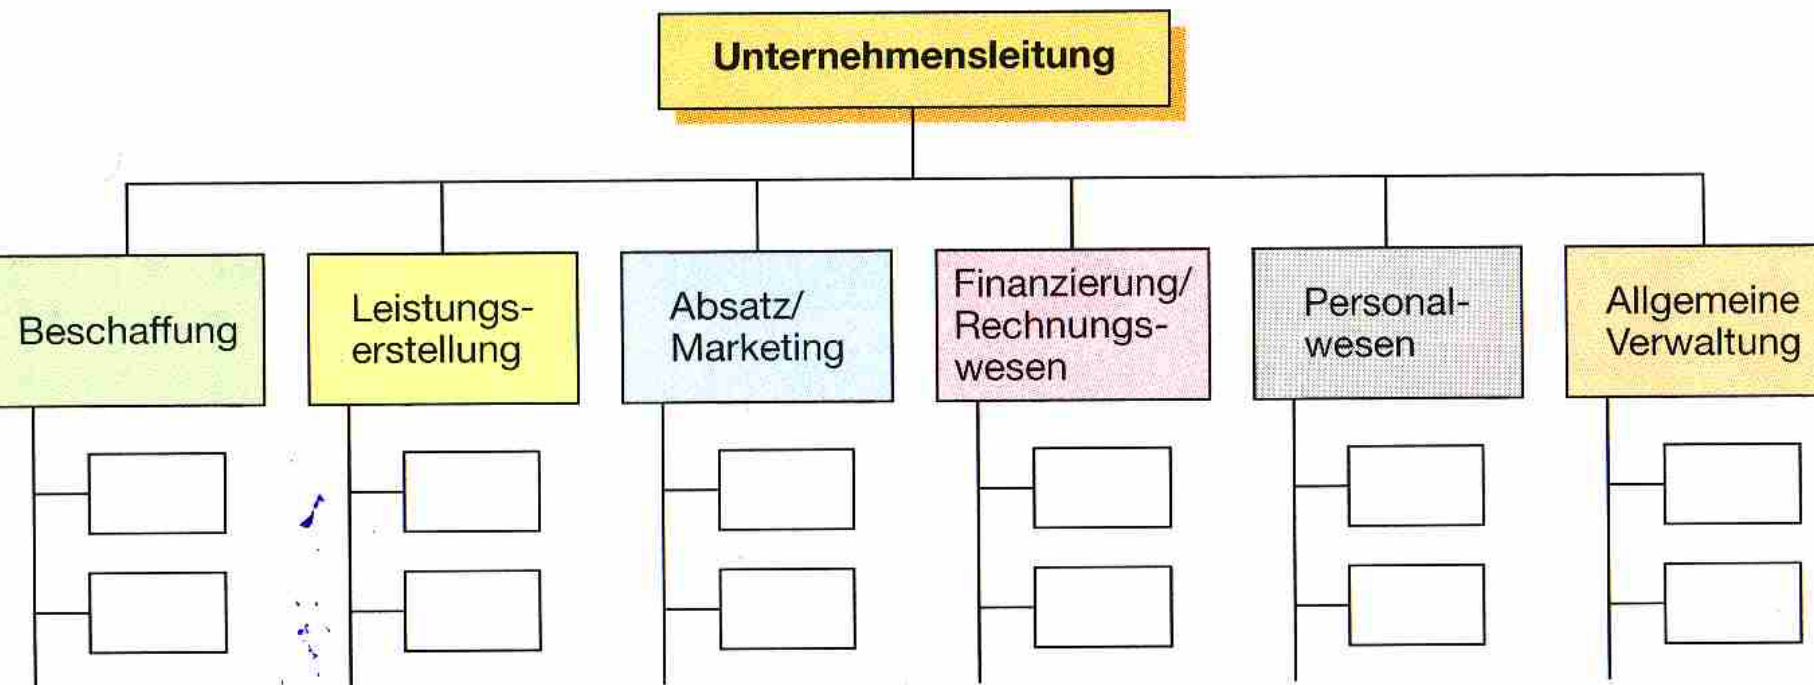 Unternehmensleitung
Beschaffung
Leistungs-
erstellung
Absatz/
Marketing
Finanzierung/
Rechnungs-
wesen
Personal-
wesen
Allgemeine
Verwaltung